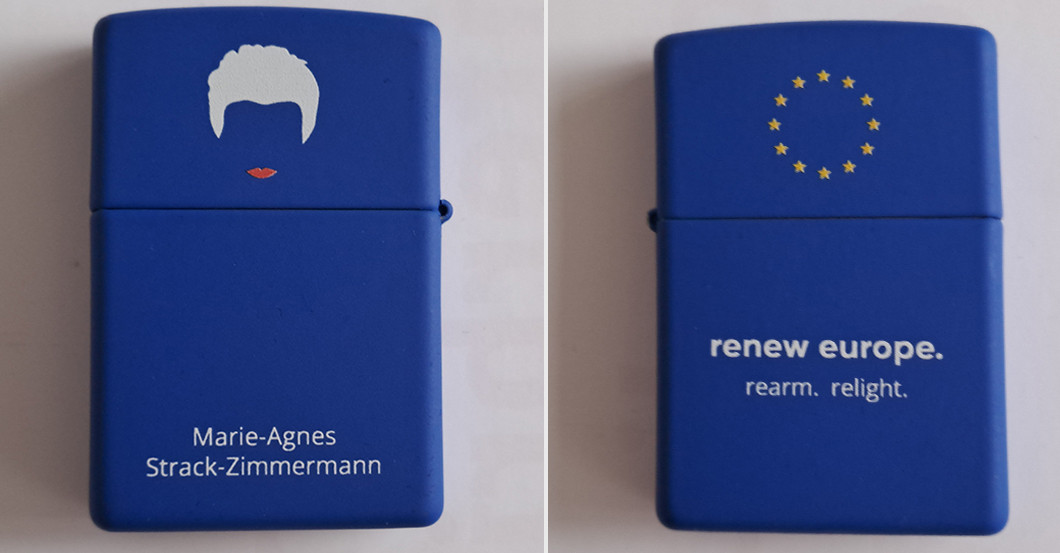 Marie-Agnes
Strack-Zimmermann
renew europe.
rearm. relight.